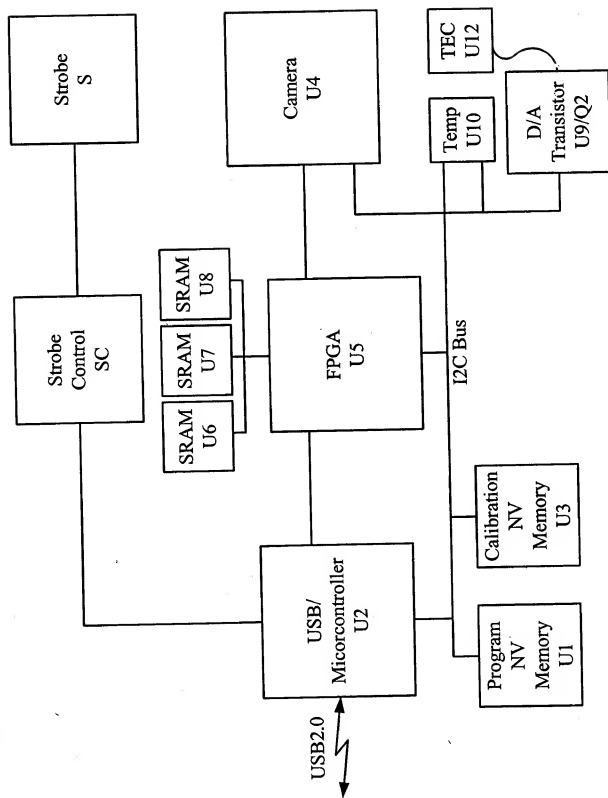 Strobe
S
Strobe
Control
SC
Camera
U4
TEC
U12
SRAM
U6
SRAM
U7
SRAM
U8
FPGA
U5
Temp
U10
D/A
Transistor
U9/Q2
USB/
Micorcontroller
U2
USB2.0
I2C Bus
Program
NV
Memory
U1
Calibration
NV
Memory
U3